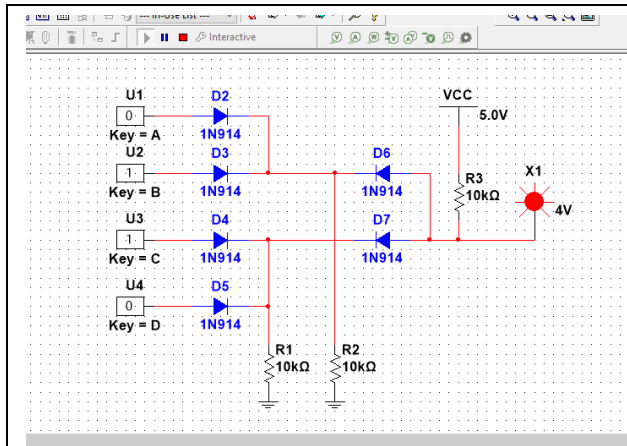 --- In-Use List ---
Interactive
U1
0
Key = A
D2
1N914
U2
1
Key = B
D3
1N914
U3
1
Key = C
D4
1N914
U4
0
Key = D
D5
1N914
D6
1N914
D7
1N914
VCC
5.0V
R3
10kΩ
X1
4V
R1
10kΩ
R2
10kΩ